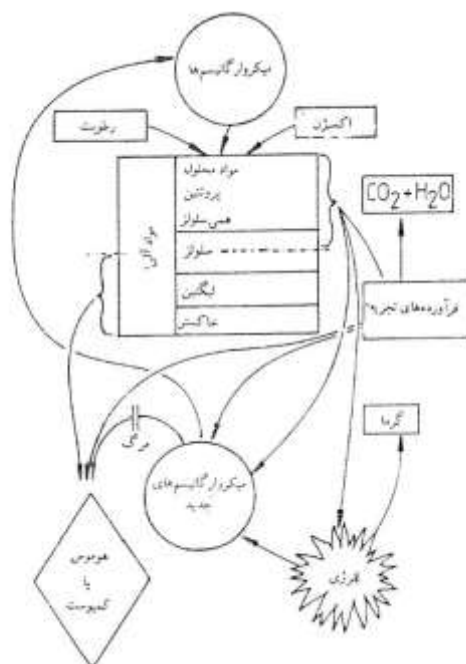 میکروارگانیسم‌ها
رطوبت
اکسیژن
مواد محلول
پروتئین
همی سلولز
سلولز
لیگنین
خاکستر
مواد آلی
CO2+H2O
فرآورده‌های تجزیه
گرما
مرگ
میکروارگانیسم‌های
جدید
انرژی
هوموس
یا
کمپوست